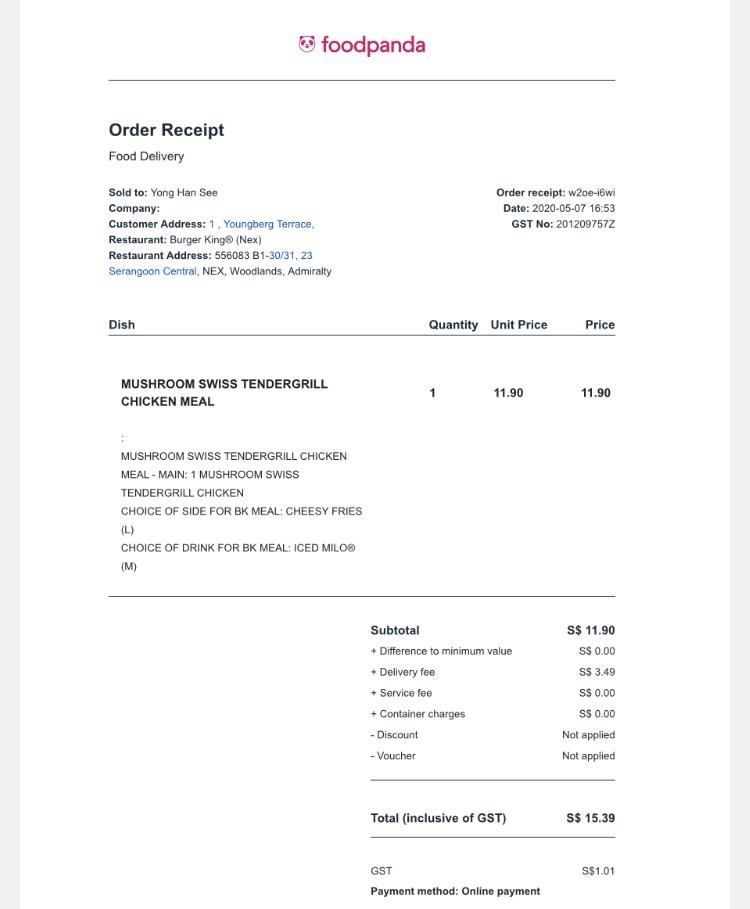 foodpanda
Order Receipt
Food Delivery
Sold to: Yong Han See
Company:
Customer Address: 1 , Youngberg Terrace,
Restaurant: Burger King® (Nex)
Restaurant Address: 556083 B1-30/31, 23
Serangoon Central, NEX, Woodlands, Admiralty
Order receipt: w2oe-i6wi
Date: 2020-05-07 16:53
GST No: 201209757Z
Dish Quantity Unit Price Price
MUSHROOM SWISS TENDERGRILL
CHICKEN MEAL
1 11.90 11.90
:
MUSHROOM SWISS TENDERGRILL CHICKEN
MEAL - MAIN: 1 MUSHROOM SWISS
TENDERGRILL CHICKEN
CHOICE OF SIDE FOR BK MEAL: CHEESY FRIES
(L)
CHOICE OF DRINK FOR BK MEAL: ICED MILO®
(M)
Subtotal S$ 11.90
+ Difference to minimum value S$ 0.00
+ Delivery fee S$ 3.49
+ Service fee S$ 0.00
+ Container charges S$ 0.00
- Discount Not applied
- Voucher Not applied
Total (inclusive of GST) S$ 15.39
GST S$1.01
Payment method: Online payment